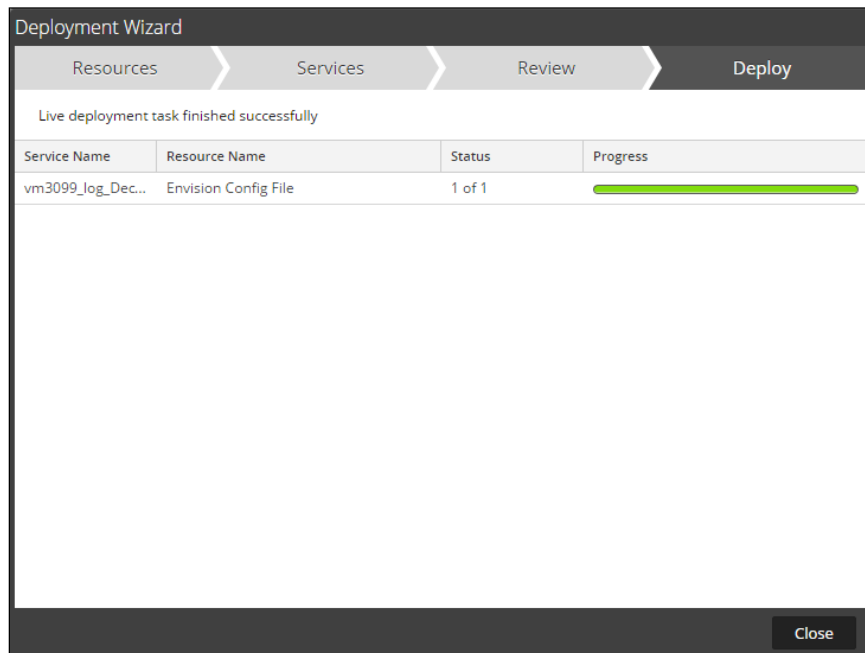 Deployment Wizard
Resources Services Review Deploy
Live deployment task finished successfully
Service Name Resource Name Status Progress
vm3099_log_Dec... Envision Config File 1 of 1
Close